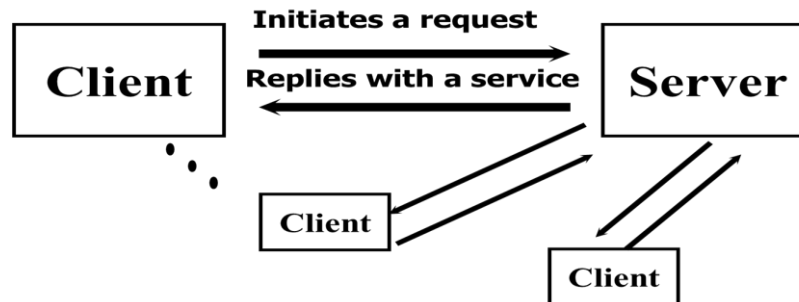 Initiates a request
Client
Server
Replies with a service
Client
Client